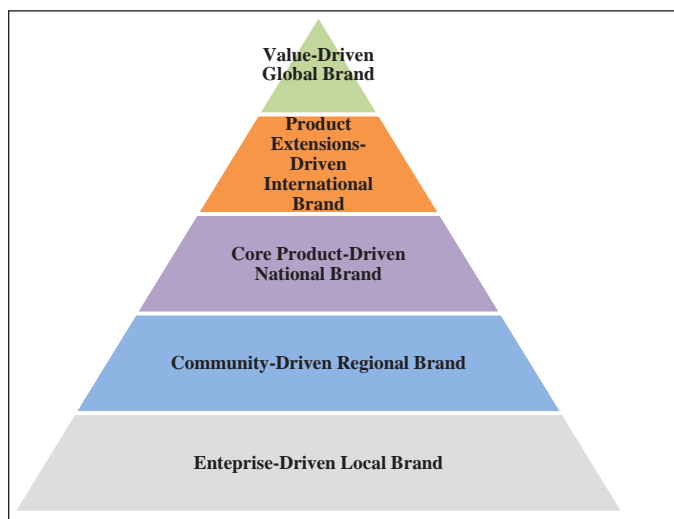 Value-Driven
Global Brand
Product
Extensions-
Driven
International
Brand
Core Product-Driven
National Brand
Community-Driven Regional Brand
Enteprise-Driven Local Brand